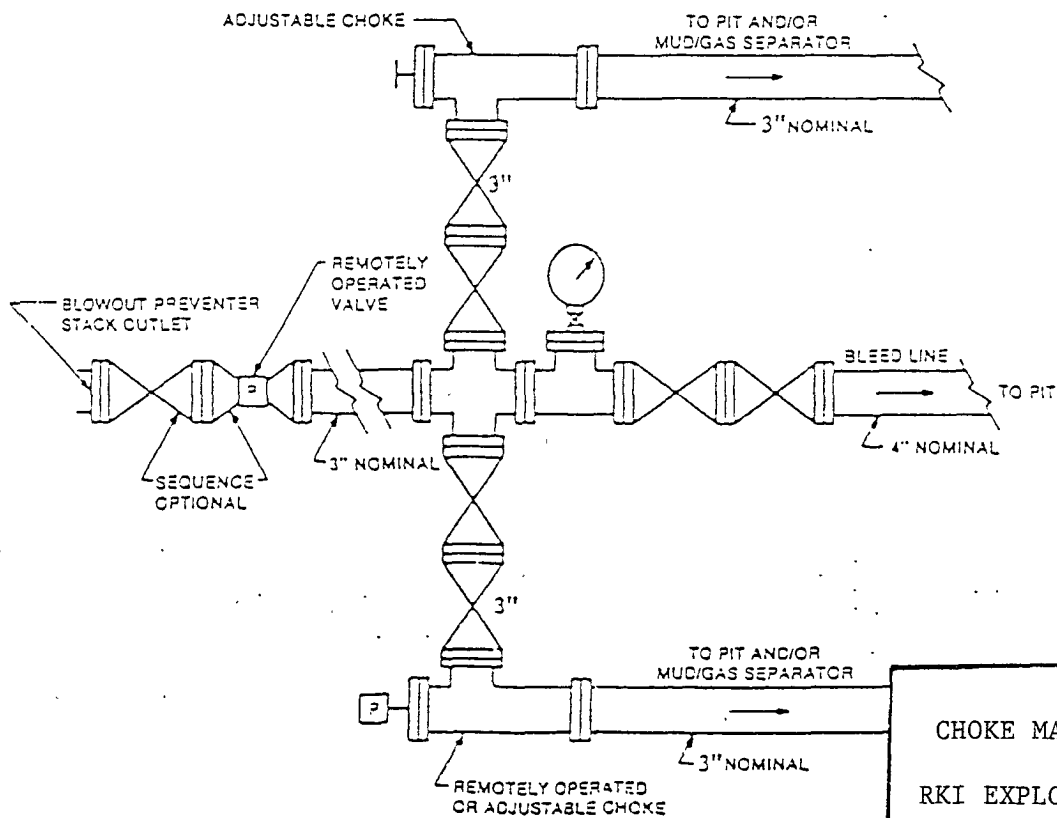 ADJUSTABLE CHOKE
TO PIT AND/OR
MUD/GAS SEPARATOR
3" NOMINAL
3"
REMOTELY
OPERATED
VALVE
BLOWOUT PREVENTER
STACK OUTLET
P
BLEED LINE
TO PIT
4" NOMINAL
3" NOMINAL
SEQUENCE
OPTIONAL
3"
TO PIT AND/OR
MUD/GAS SEPARATOR
P
3" NOMINAL
REMOTELY OPERATED
OR ADJUSTABLE CHOKE
CHOKE MA
RKI EXPLO